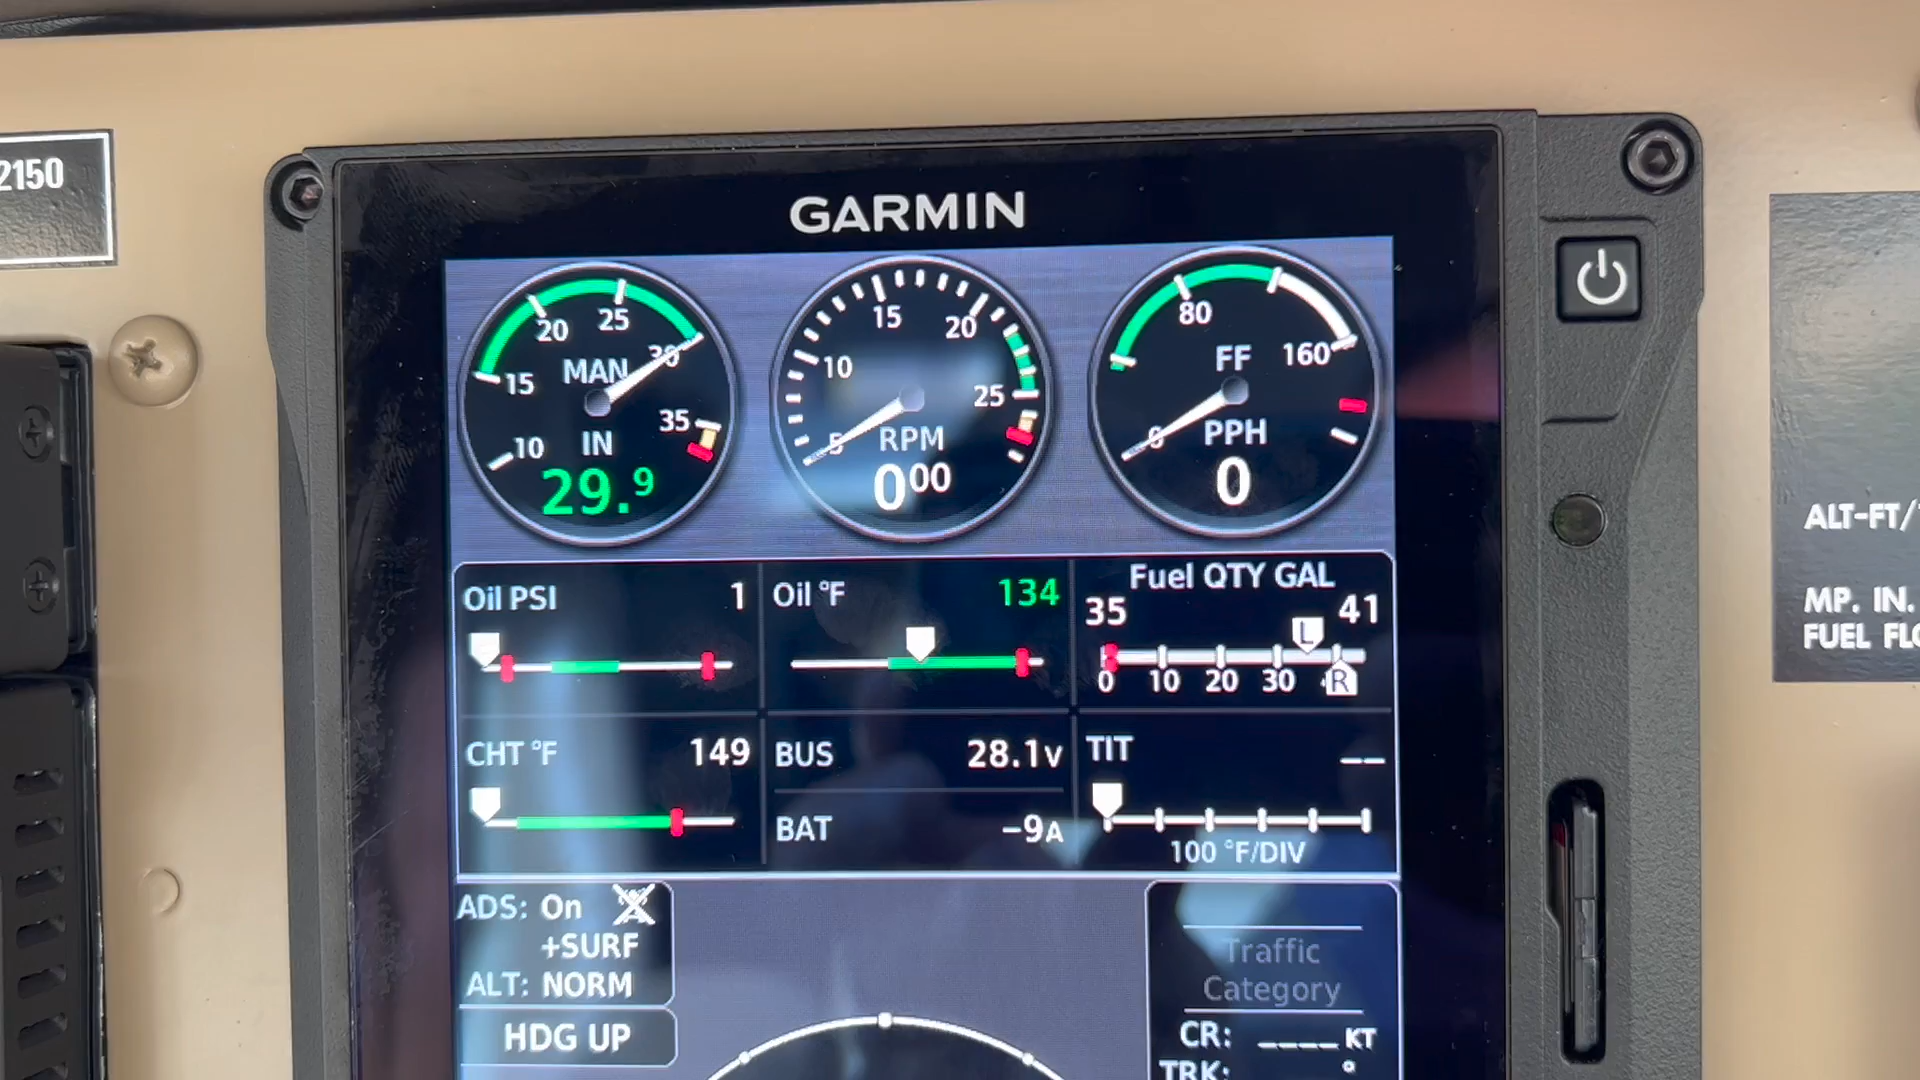 2150
GARMIN
15 20 25 30 35 10
MAN
IN
29.9
5 10 15 20 25
RPM
000
0 80 160
FF
PPH
0
Oil PSI 1
Oil °F 134
Fuel QTY GAL
35 41
L
0 10 20 30 R
CHT °F 149
BUS 28.1V
BAT -9A
TIT __
100 °F/DIV
ADS: On
+SURF
ALT: NORM
HDG UP
Traffic
Category
CR: ____KT
TRK: °
ALT-FT/
MP. IN.
FUEL FLO